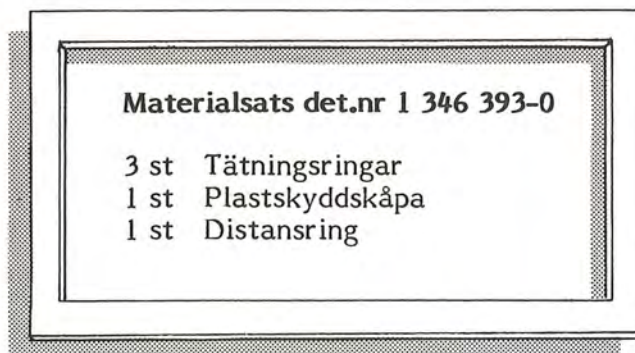 Materialsats det.nr 1 346 393-0
3 st Tätningsringar
1 st Plastskyddskåpa
1 st Distansring